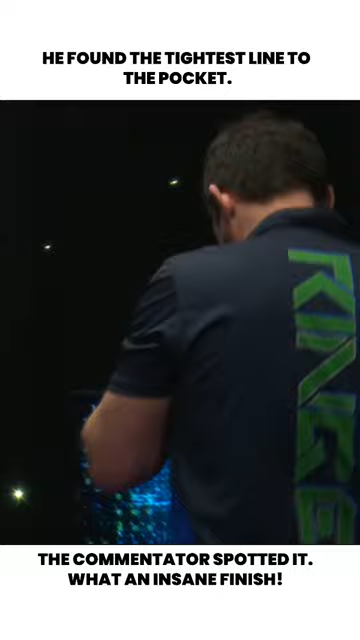 HE FOUND THE TIGHTEST LINE TO
THE POCKET.
THE COMMENTATOR SPOTTED IT.
WHAT AN INSANE FINISH!